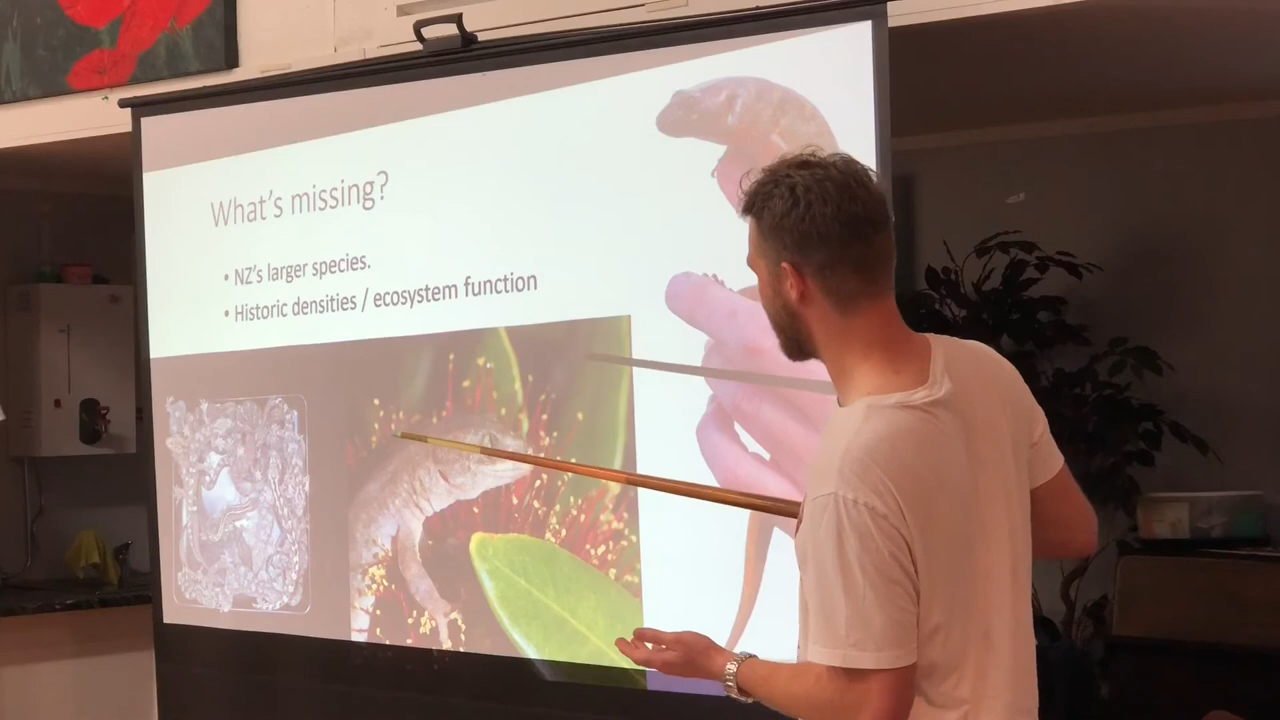 What's missing?
• NZ's larger species.
• Historic densities / ecosystem function